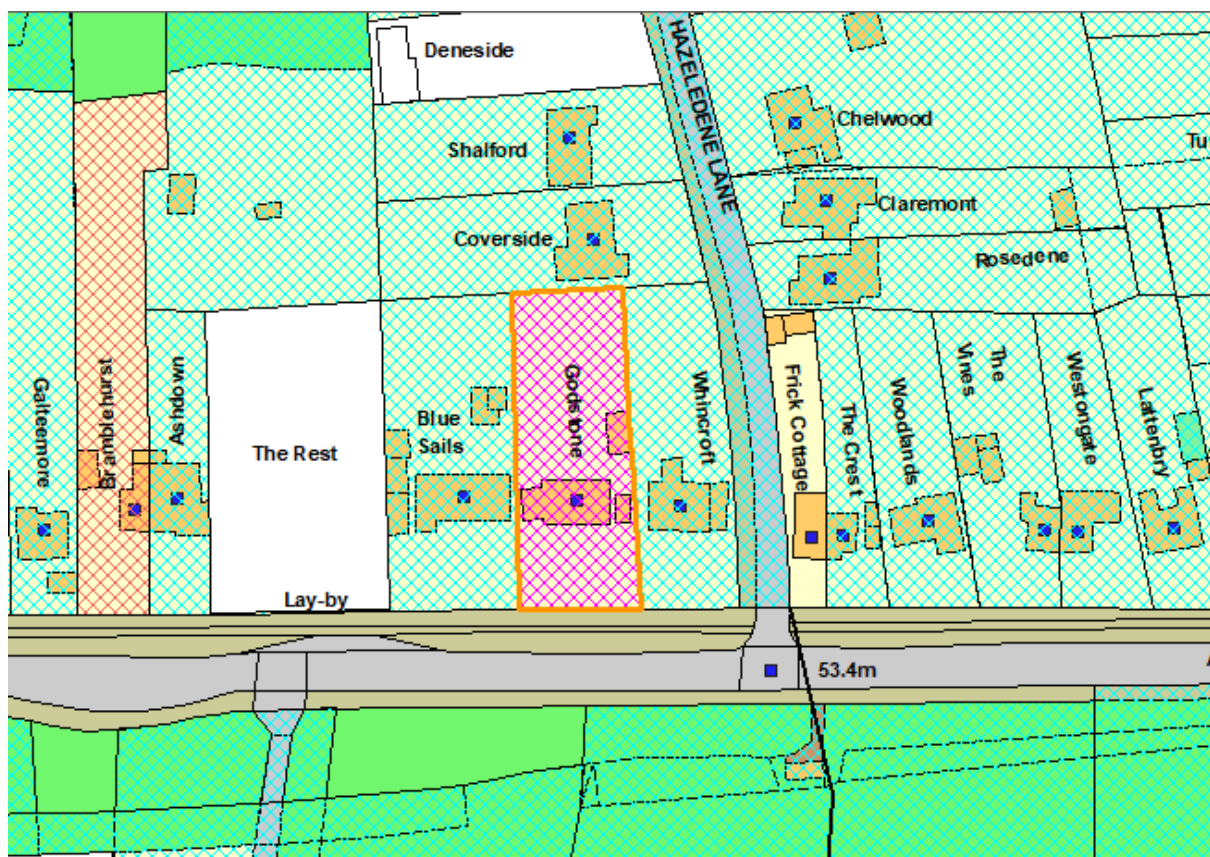 Deneside
HAZELEDENE LANE
Chelwood
Shalford
Tu
Claremont
Coverside
Rosedene
Galteenmore
Bramblehurst
Ashdown
The Rest
Blue
Sails
Godstone
Whincroft
Frick Cottage
The Crest
Woodlands
The
Vines
Westongate
Lattenbry
Lay-by
53.4m